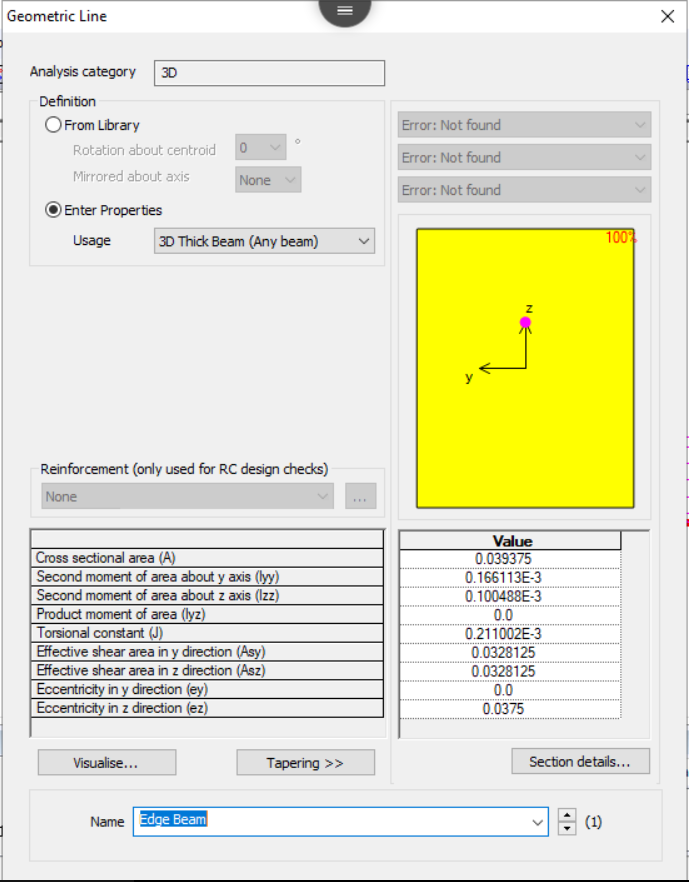 Geometric Line
Analysis category 3D
Definition
From Library
Rotation about centroid 0 °
Mirrored about axis None
Enter Properties
Usage 3D Thick Beam (Any beam)
Error: Not found
Error: Not found
Error: Not found
100%
z
y
Reinforcement (only used for RC design checks)
None ...
Value
Cross sectional area (A) 0.039375
Second moment of area about y axis (Iyy) 0.166113E-3
Second moment of area about z axis (Izz) 0.100488E-3
Product moment of area (Iyz) 0.0
Torsional constant (J) 0.211002E-3
Effective shear area in y direction (Asy) 0.0328125
Effective shear area in z direction (Asz) 0.0328125
Eccentricity in y direction (ey) 0.0
Eccentricity in z direction (ez) 0.0375
Visualise... Tapering >> Section details...
Name Edge Beam (1)